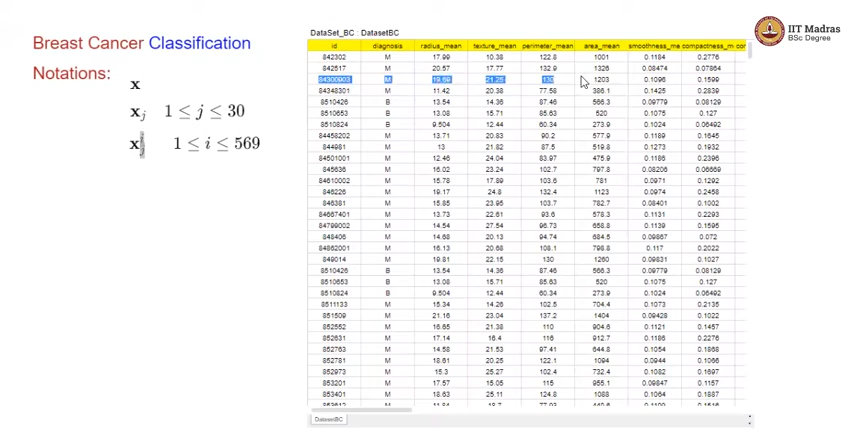 IIT Madras
BSc Degree
Breast Cancer Classification
Notations:
x
x_j 1 ≤ j ≤ 30
x 1 ≤ i ≤ 569
DataSet_BC : DatasetBC
id diagnosis radius_mean texture_mean perimeter_mean area_mean smoothness_me compactness_m co
842302 M 17.99 10.38 122.8 1001 0.1184 0.2776
842517 M 20.57 17.77 132.9 1326 0.08474 0.07864
84300903 M 19.69 21.25 130 1203 0.1096 0.1599
84348301 M 11.42 20.38 77.58 386.1 0.1425 0.2839
8510426 B 13.54 14.36 87.46 566.3 0.09779 0.08129
8510653 B 13.08 15.71 85.63 520 0.1075 0.127
8510824 B 9.504 12.44 60.34 273.9 0.1024 0.06492
84458202 M 13.71 20.83 90.2 577.9 0.1189 0.1645
844981 M 13 21.82 87.5 519.8 0.1273 0.1932
84501001 M 12.46 24.04 83.97 475.9 0.1186 0.2396
845636 M 16.02 23.24 102.7 797.8 0.08206 0.06669
84610002 M 15.78 17.89 103.6 781 0.0971 0.1292
846226 M 19.17 24.8 132.4 1123 0.0974 0.2458
846381 M 15.85 23.95 103.7 782.7 0.08401 0.1002
84667401 M 13.73 22.61 93.6 578.3 0.1131 0.2293
84799002 M 14.54 27.54 96.73 658.8 0.1139 0.1595
848406 M 14.68 20.13 94.74 684.5 0.09867 0.072
84862001 M 16.13 20.68 108.1 798.8 0.117 0.2022
849014 M 19.81 22.15 130 1260 0.09831 0.1027
8510426 B 13.54 14.36 87.46 566.3 0.09779 0.08129
8510653 B 13.08 15.71 85.63 520 0.1075 0.127
8510824 B 9.504 12.44 60.34 273.9 0.1024 0.06492
8511133 M 15.34 14.26 102.5 704.4 0.1073 0.2135
851509 M 21.16 23.04 137.2 1404 0.09428 0.1022
852552 M 16.65 21.38 110 904.6 0.1121 0.1457
852631 M 17.14 16.4 116 912.7 0.1186 0.2276
852763 M 14.58 21.53 97.41 644.8 0.1054 0.1868
852781 M 18.61 20.25 122.1 1094 0.0944 0.1066
852973 M 15.3 25.27 102.4 732.4 0.1082 0.1697
853201 M 17.57 15.05 115 955.1 0.09847 0.1157
853401 M 18.63 25.11 124.8 1088 0.1064 0.1887
853612 M 11.84 18.7 77.93 440.6 0.1109 0.1516
DatasetBC